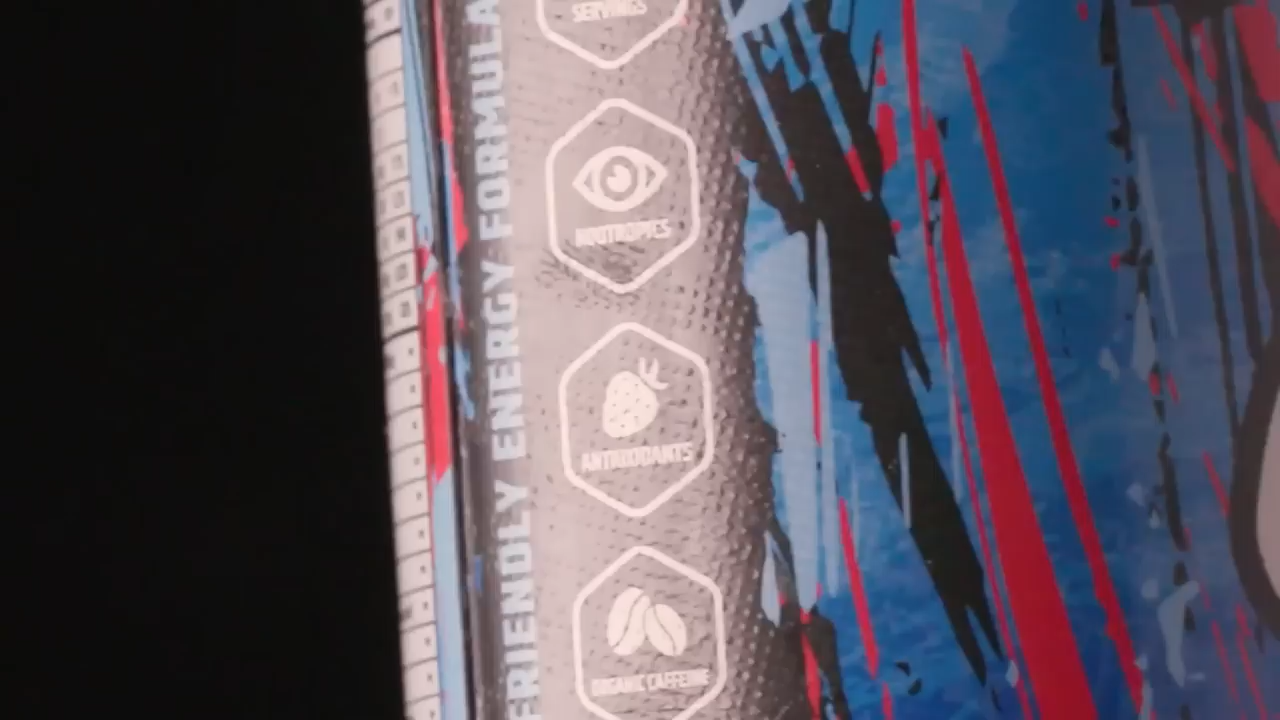 SERVINGS
NOOTROPICS
ANTIOXIDANTS
ORGANIC CAFFEINE
FRIENDLY ENERGY FORMULA